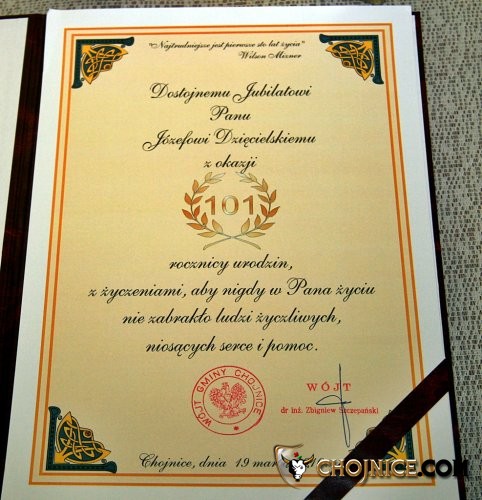 "Najtrudniejsze jest pierwsze sto lat życia"
Wilson Mizner
Dostojnemu Jubilatowi
Panu
Józefowi Dzięcielskiemu
z okazji
101
rocznicy urodzin,
z życzeniami, aby nigdy w Pana życiu
nie zabrakło ludzi życzliwych,
niosących serce i pomoc.
WÓJT GMINY CHOJNICE
WÓJT
dr inż. Zbigniew Szczepański
Chojnice, dnia 19
CHOJNICE.COM